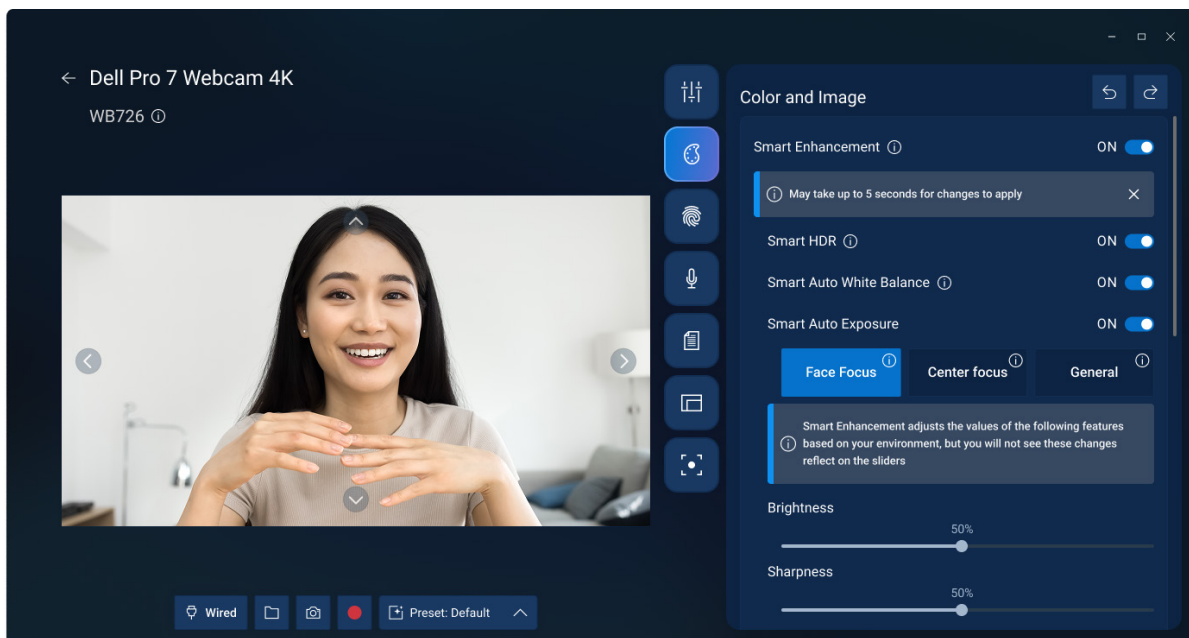 Dell Pro 7 Webcam 4K
WB726
Color and Image
Smart Enhancement
ON
May take up to 5 seconds for changes to apply
Smart HDR
ON
Smart Auto White Balance
ON
Smart Auto Exposure
ON
Face Focus
Center focus
General
Smart Enhancement adjusts the values of the following features
based on your environment, but you will not see these changes
reflect on the sliders
Brightness
50%
Sharpness
50%
Wired
Preset: Default